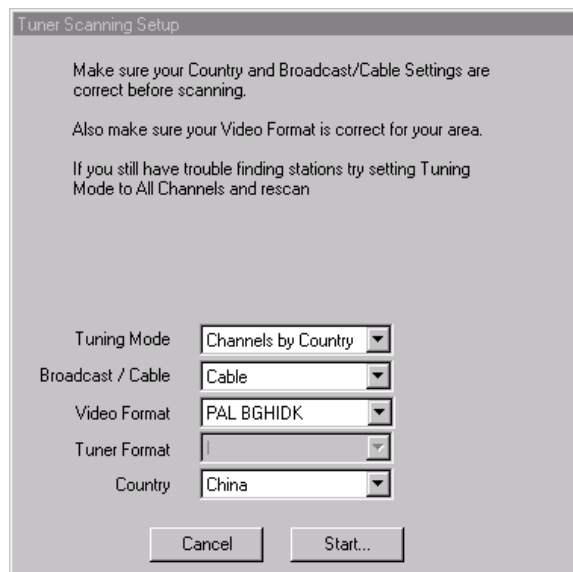 Tuner Scanning Setup
Make sure your Country and Broadcast/Cable Settings are
correct before scanning.
Also make sure your Video Format is correct for your area.
If you still have trouble finding stations try setting Tuning
Mode to All Channels and rescan
Tuning Mode Channels by Country
Broadcast / Cable Cable
Video Format PAL BGHIDK
Tuner Format
Country China
Cancel Start...